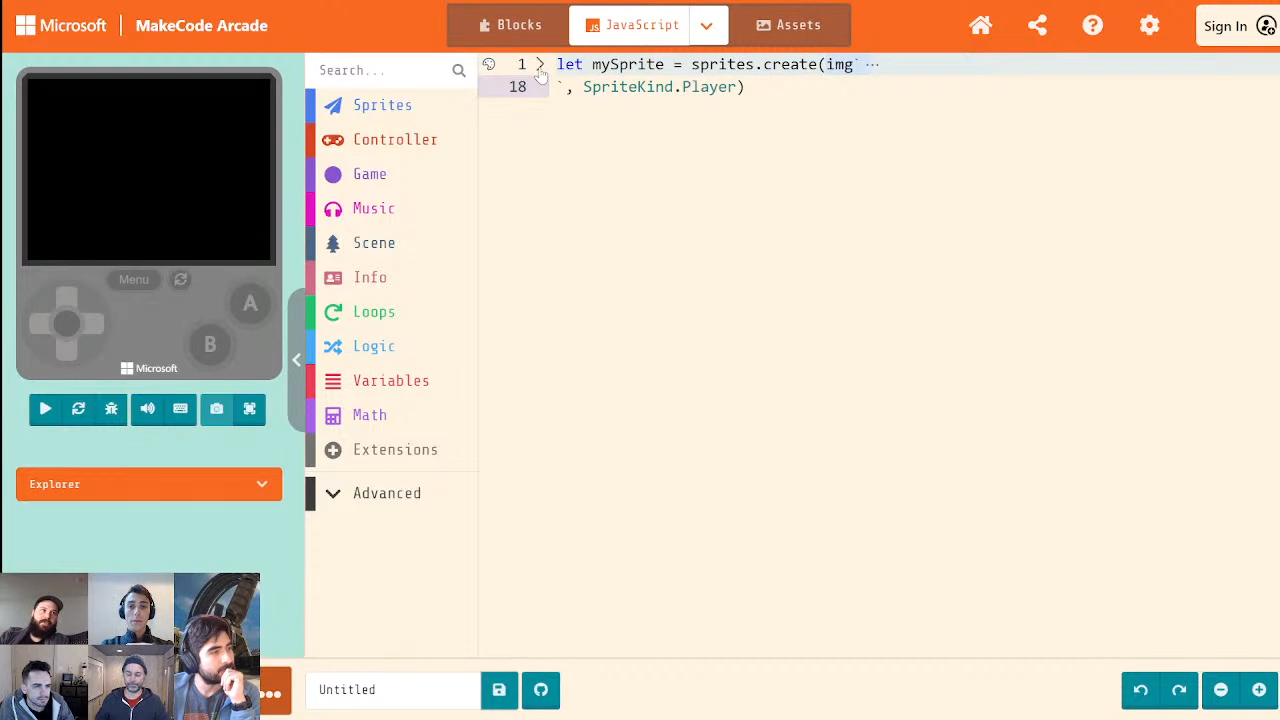 Microsoft MakeCode Arcade Blocks JavaScript Assets Sign In
Search...
Sprites
Controller
Game
Music
Scene
Info
Loops
Logic
Variables
Math
Extensions
Advanced
1 let mySprite = sprites.create(img` ...
18 `, SpriteKind.Player)
Menu
A
B
Microsoft
Explorer
Untitled